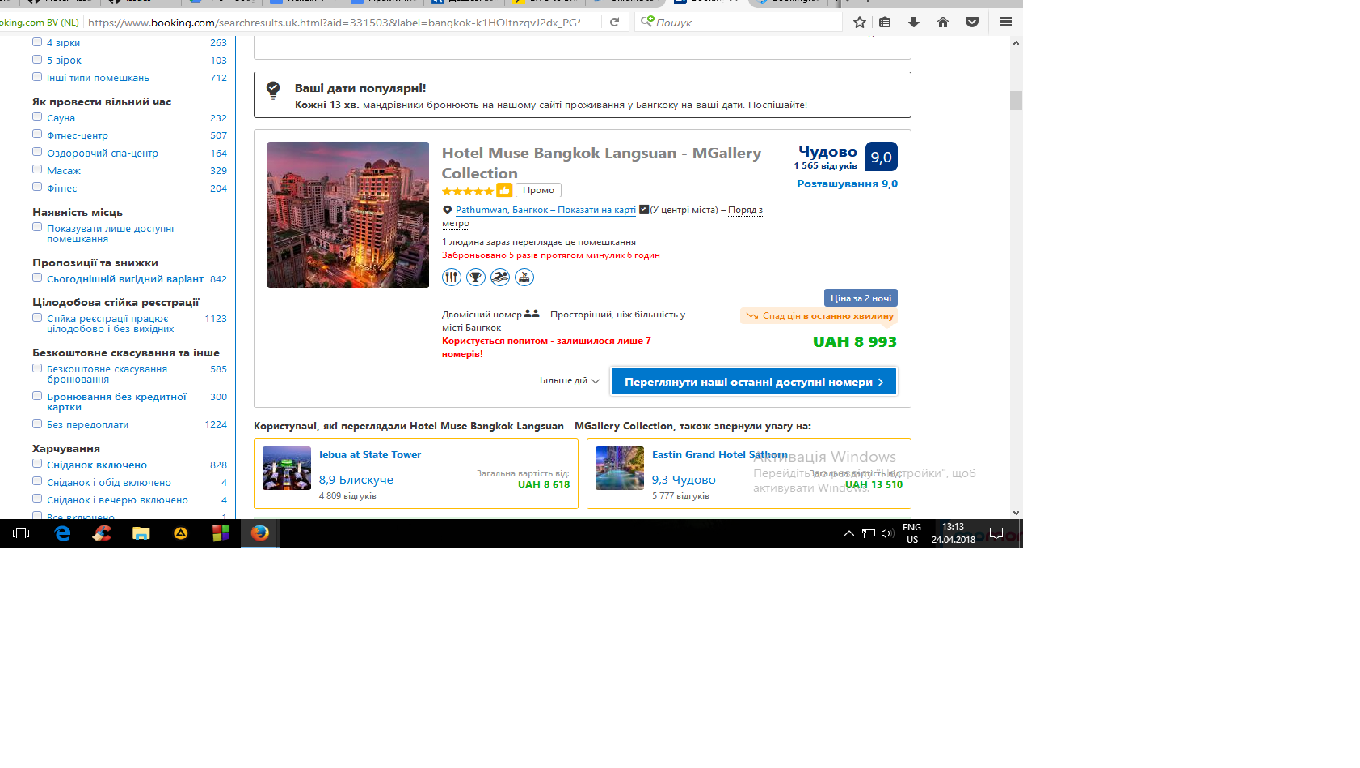 oking.com BV (NL)
https://www.booking.com/searchresults.uk.html?aid=331503&label=bangkok-
Пошук
4 зірки 263
5 зірок 103
інші типи помешкань 712
Як провести вільний час
Сауна 232
Фітнес-центр 507
Оздоровчий спа-центр 164
Масаж 329
Фітнес 204
Наявність місць
Показувати лише доступні
помешкання
Пропозиції та знижки
Сьогоднішній вигідний варіант 842
Цілодобова стійка реєстрації
Стійка реєстрації працює 1123
цілодобово і без вихідних
Безкоштовне скасування та інше
Безкоштовне скасування 585
бронювання
Бронювання без кредитної 300
картки
Без передоплати 1224
Харчування
Сніданок включено 828
Сніданок і обід включено 4
Сніданок і вечерю включено 4
Все включено 1
Ваші дати популярні!
Кожні 13 хв. мандрівники бронюють на нашому сайті проживання у Бангкоку на ваші дати. Поспішайте
Hotel Muse Bangkok Langsuan - MGallery
Collection
Промо
Чудово 9,0
1 565 відгуків
Розташування 9,0
Pathumwan, Бангкок – Показати на карті (У центрі міста) – Поряд з
метро
1 людина зараз переглядає це помешкання
Заброньовано 5 раз в протягом минулих 6 годин
Ціна за 2 ночі
Двомісний номер – Просторіший, ніж більшість у
місті Бангкок
Спад цін в останню хвилину
Користується попитом – залишилося лише 7
номерів!
UAH 8 993
Більше дій
Переглянути наші останні доступні номери
Користувачі, які переглядали Hotel Muse Bangkok Langsuan - MGallery Collection, також звернули увагу на:
lebua at State Tower
8,9 Блискуче
4 809 відгуків
Загальна вартість від:
UAH 8 618
Eastin Grand Hotel Sathorn
9,3 Чудово
5 777 відгуків
Загальна вартість від:
UAH 13 510
Активація Windows
Перейдіть до розділу "Настройки", щоб
активувати Windows.
ENG
US
13:13
24.04.2018